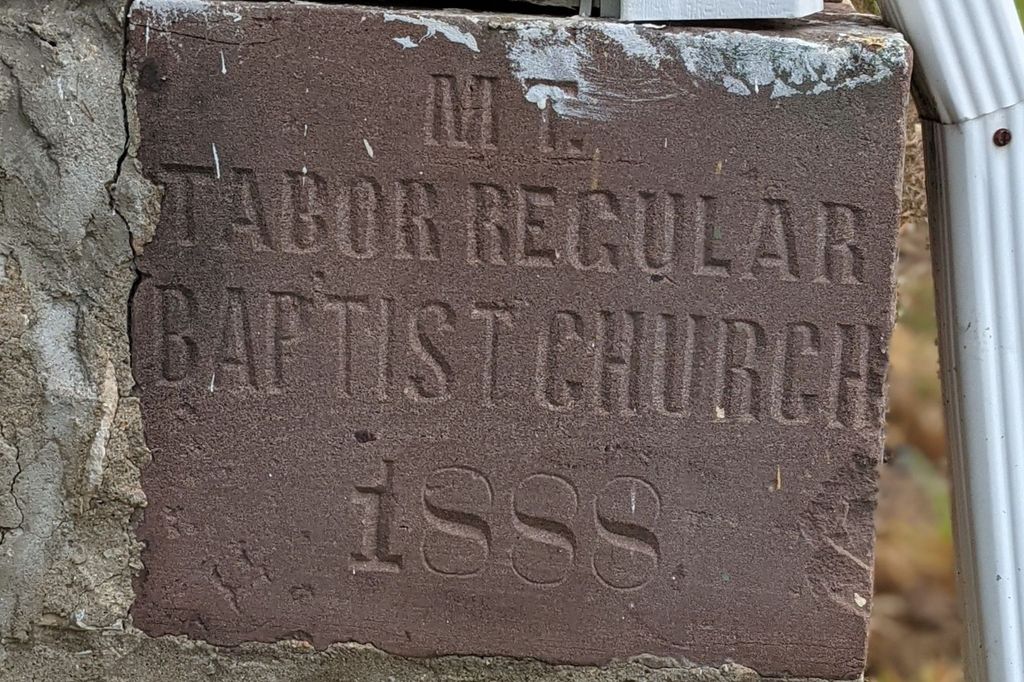 MT.
TABOR REGULAR
BAPTIST CHURCH
1888